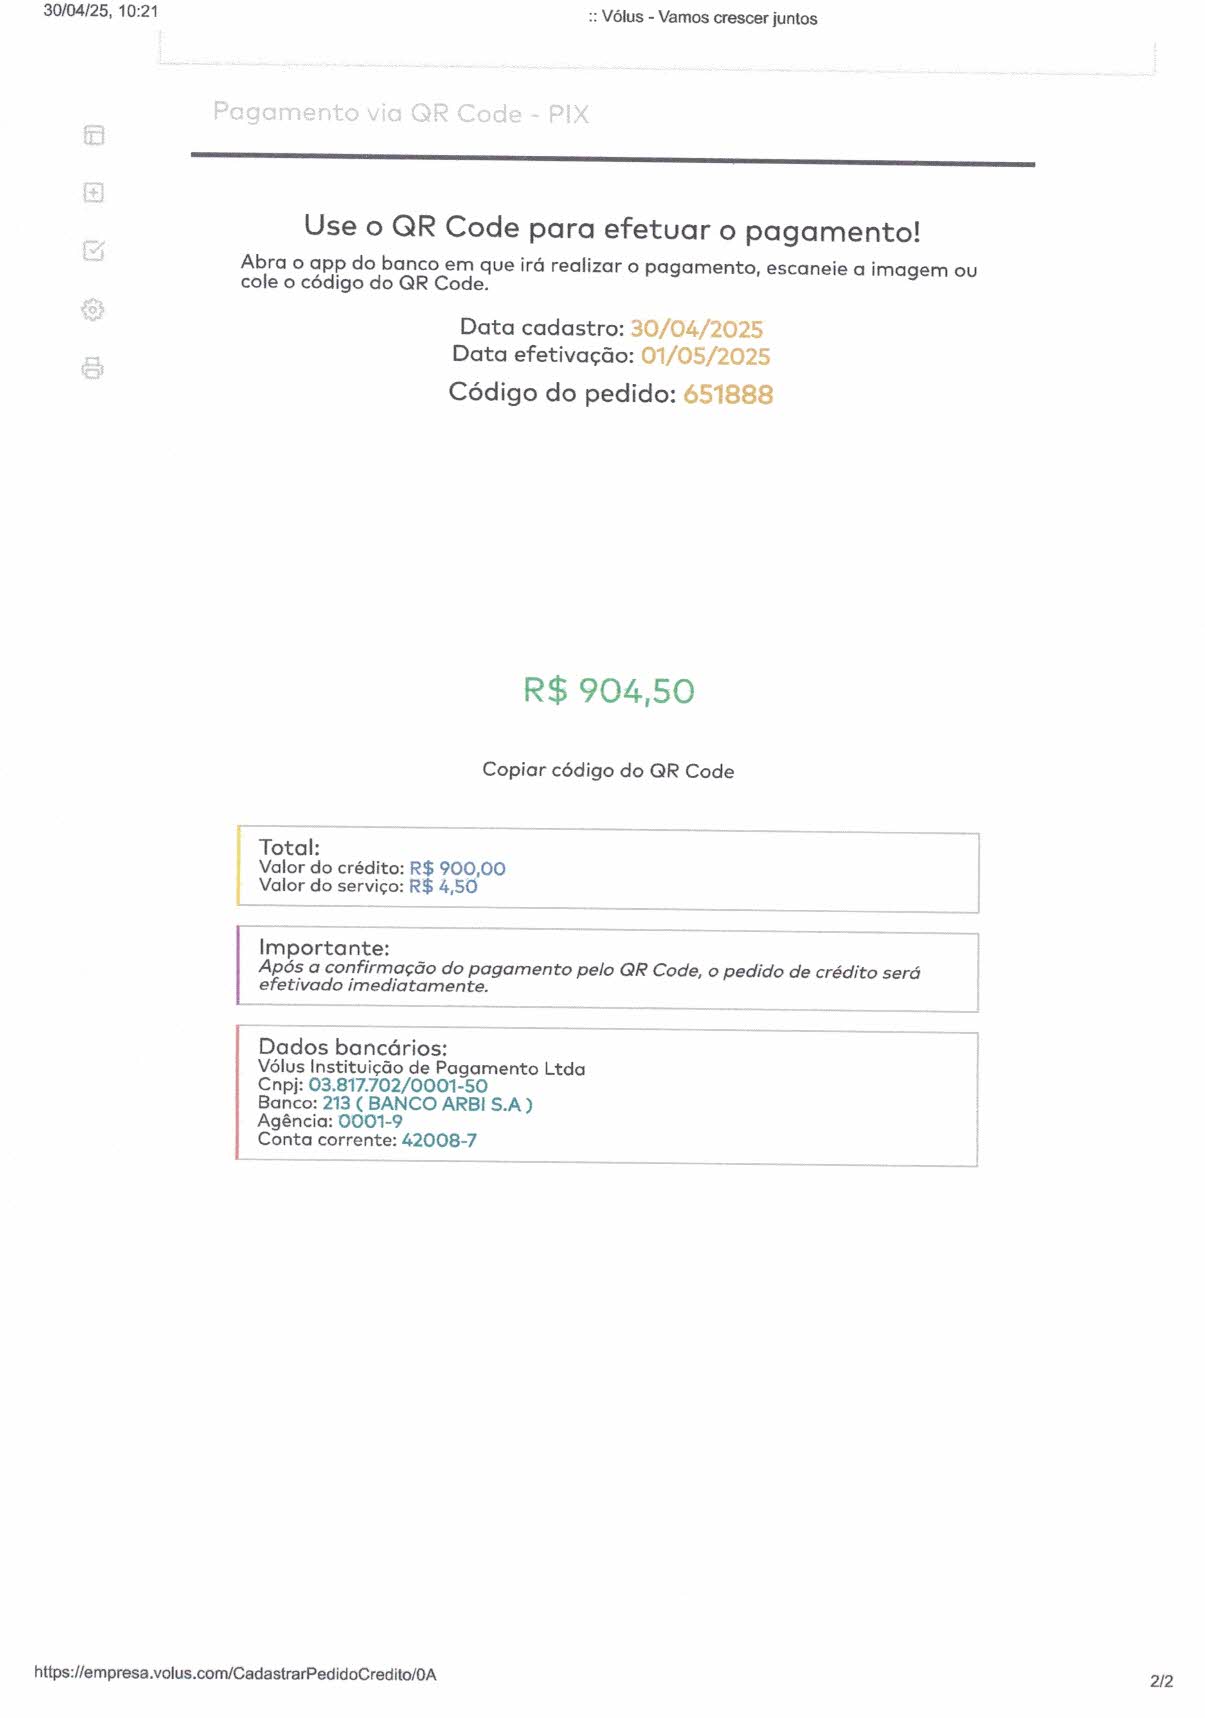 30/04/25, 10:21
:: Vólus - Vamos crescer juntos
Pagamento via QR Code - PIX
Use o QR Code para efetuar o pagamento!
Abra o app do banco em que irá realizar o pagamento, escaneie a imagem ou
cole o código do QR Code.
Data cadastro: 30/04/2025
Data efetivação: 01/05/2025
Código do pedido: 651888
R$ 904,50
Copiar código do QR Code
Total:
Valor do crédito: R$ 900,00
Valor do serviço: R$ 4,50
Importante:
Após a confirmação do pagamento pelo QR Code, o pedido de crédito será
efetivado imediatamente.
Dados bancários:
Vólus Instituição de Pagamento Ltda
Cnpj: 03.817.702/0001-50
Banco: 213 ( BANCO ARBI S.A )
Agência: 0001-9
Conta corrente: 42008-7
https://empresa.volus.com/CadastrarPedidoCredito/0A
2/2